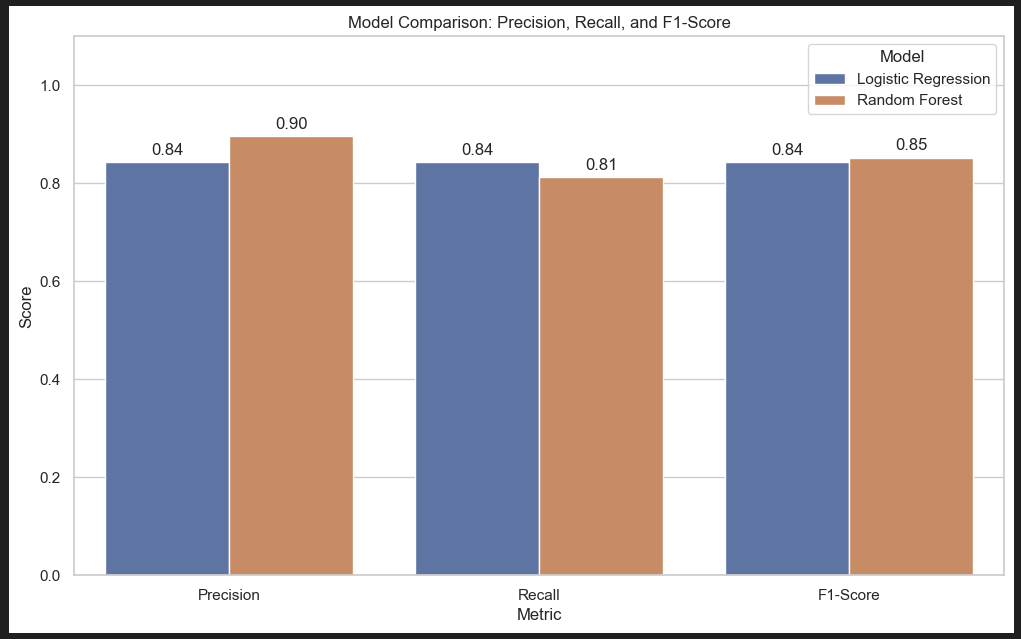 Model Comparison: Precision, Recall, and F1-Score
Model
Logistic Regression
Random Forest
1.0
0.8
0.6
0.4
0.2
0.0
Score
0.84
0.90
0.84
0.81
0.84
0.85
Precision
Recall
F1-Score
Metric